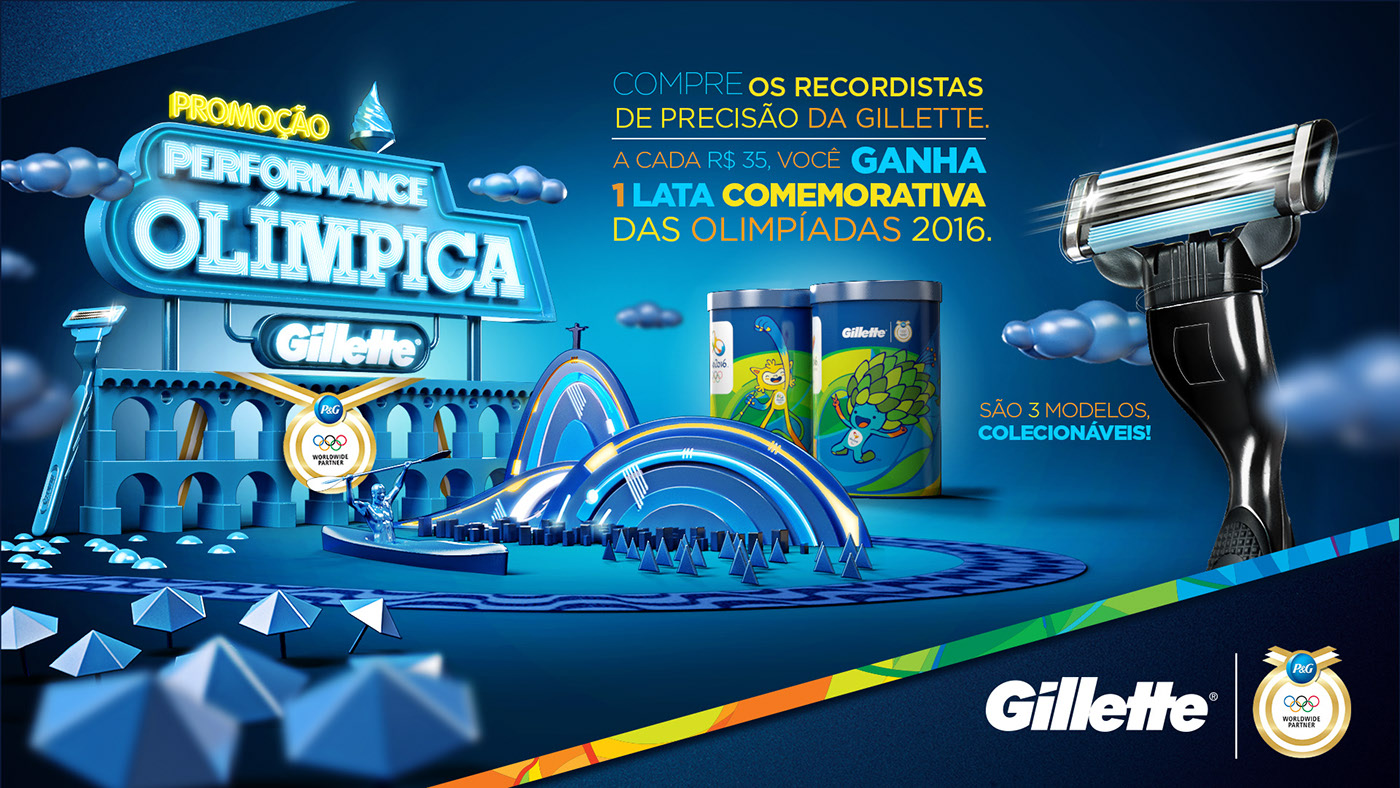 PROMOÇÃO
PERFORMANCE
OLÍMPICA
Gillette
P&G
WORLDWIDE
PARTNER
COMPRE OS RECORDISTAS
DE PRECISÃO DA GILLETTE.
A CADA R$ 35, VOCÊ GANHA
1 LATA COMEMORATIVA
DAS OLIMPÍADAS 2016.
Gillette
SÃO 3 MODELOS,
COLECIONÁVEIS!
Gillette®
P&G
WORLDWIDE
PARTNER